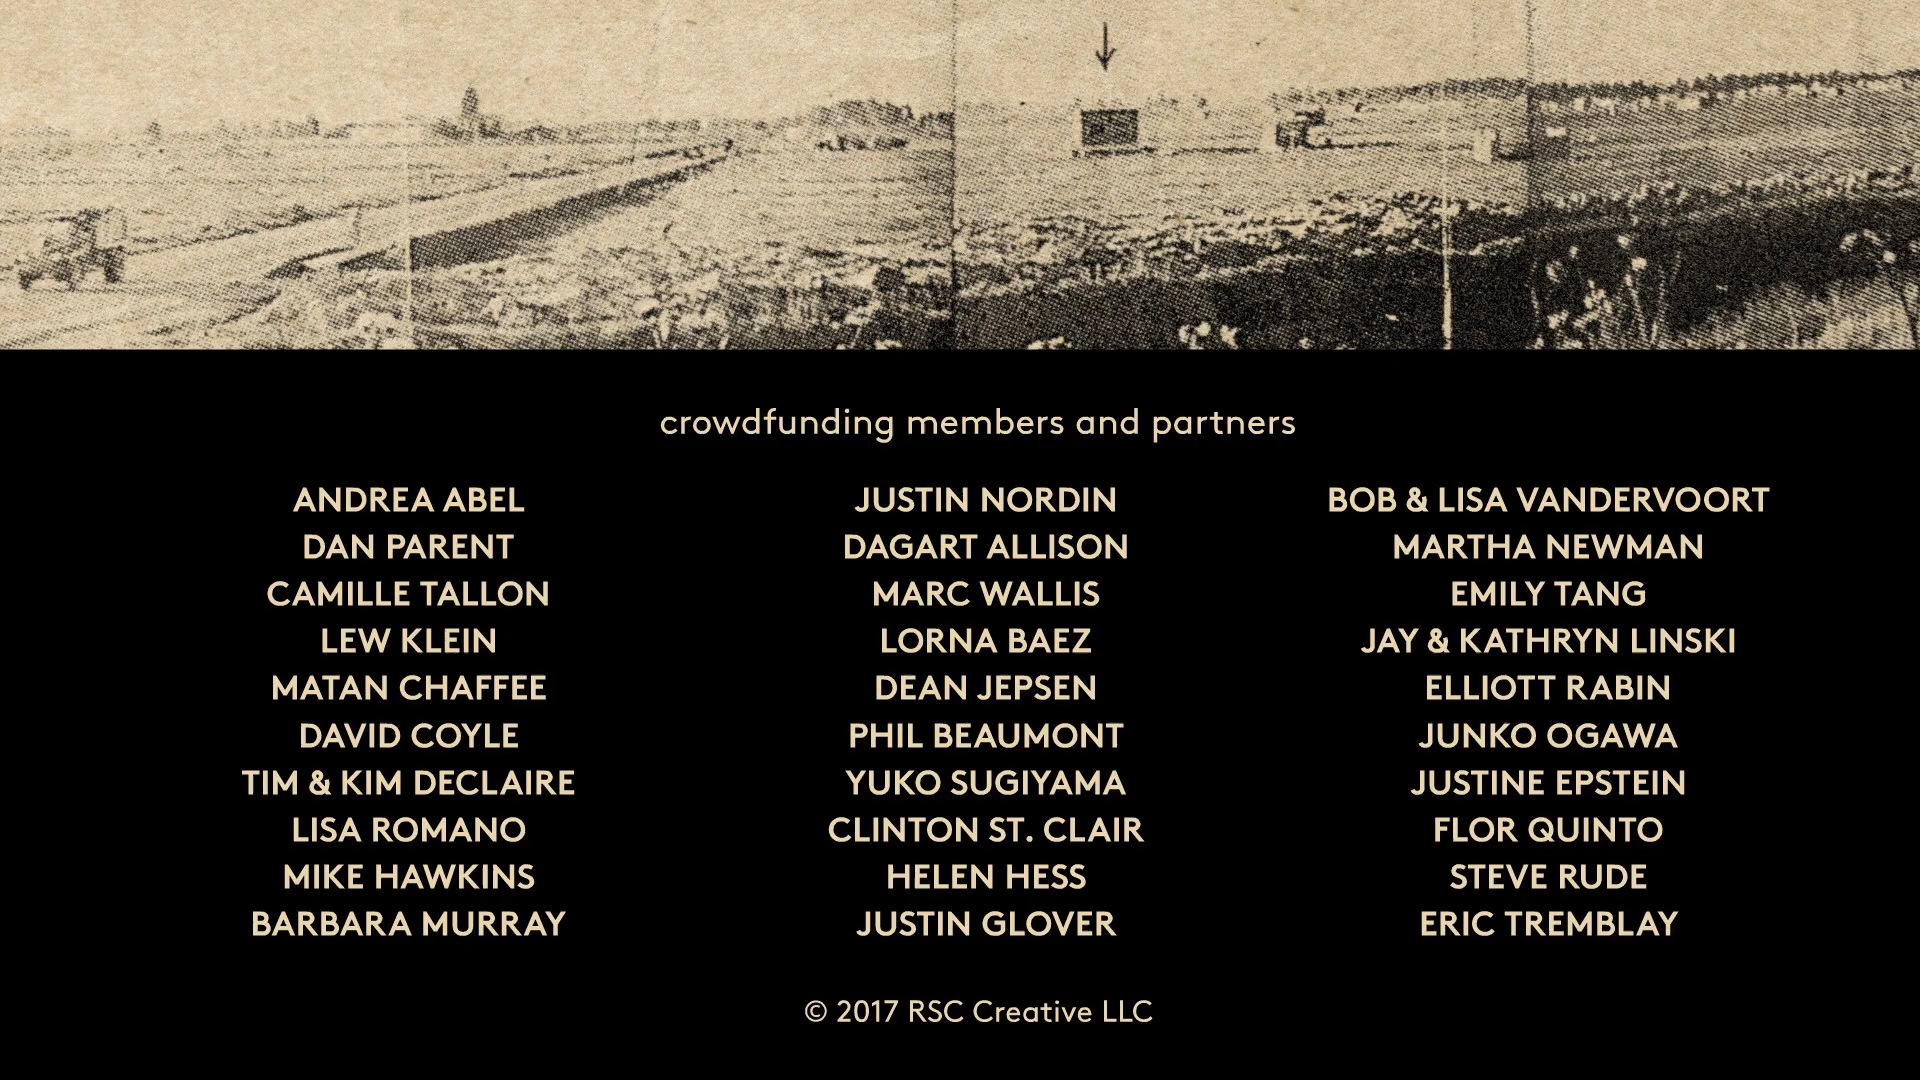 crowdfunding members and partners
ANDREA ABEL
DAN PARENT
CAMILLE TALLON
LEW KLEIN
MATAN CHAFFEE
DAVID COYLE
TIM & KIM DECLAIRE
LISA ROMANO
MIKE HAWKINS
BARBARA MURRAY
JUSTIN NORDIN
DAGART ALLISON
MARC WALLIS
LORNA BAEZ
DEAN JEPSEN
PHIL BEAUMONT
YUKO SUGIYAMA
CLINTON ST. CLAIR
HELEN HESS
JUSTIN GLOVER
BOB & LISA VANDERVOORT
MARTHA NEWMAN
EMILY TANG
JAY & KATHRYN LINSKI
ELLIOTT RABIN
JUNKO OGAWA
JUSTINE EPSTEIN
FLOR QUINTO
STEVE RUDE
ERIC TREMBLAY
© 2017 RSC Creative LLC